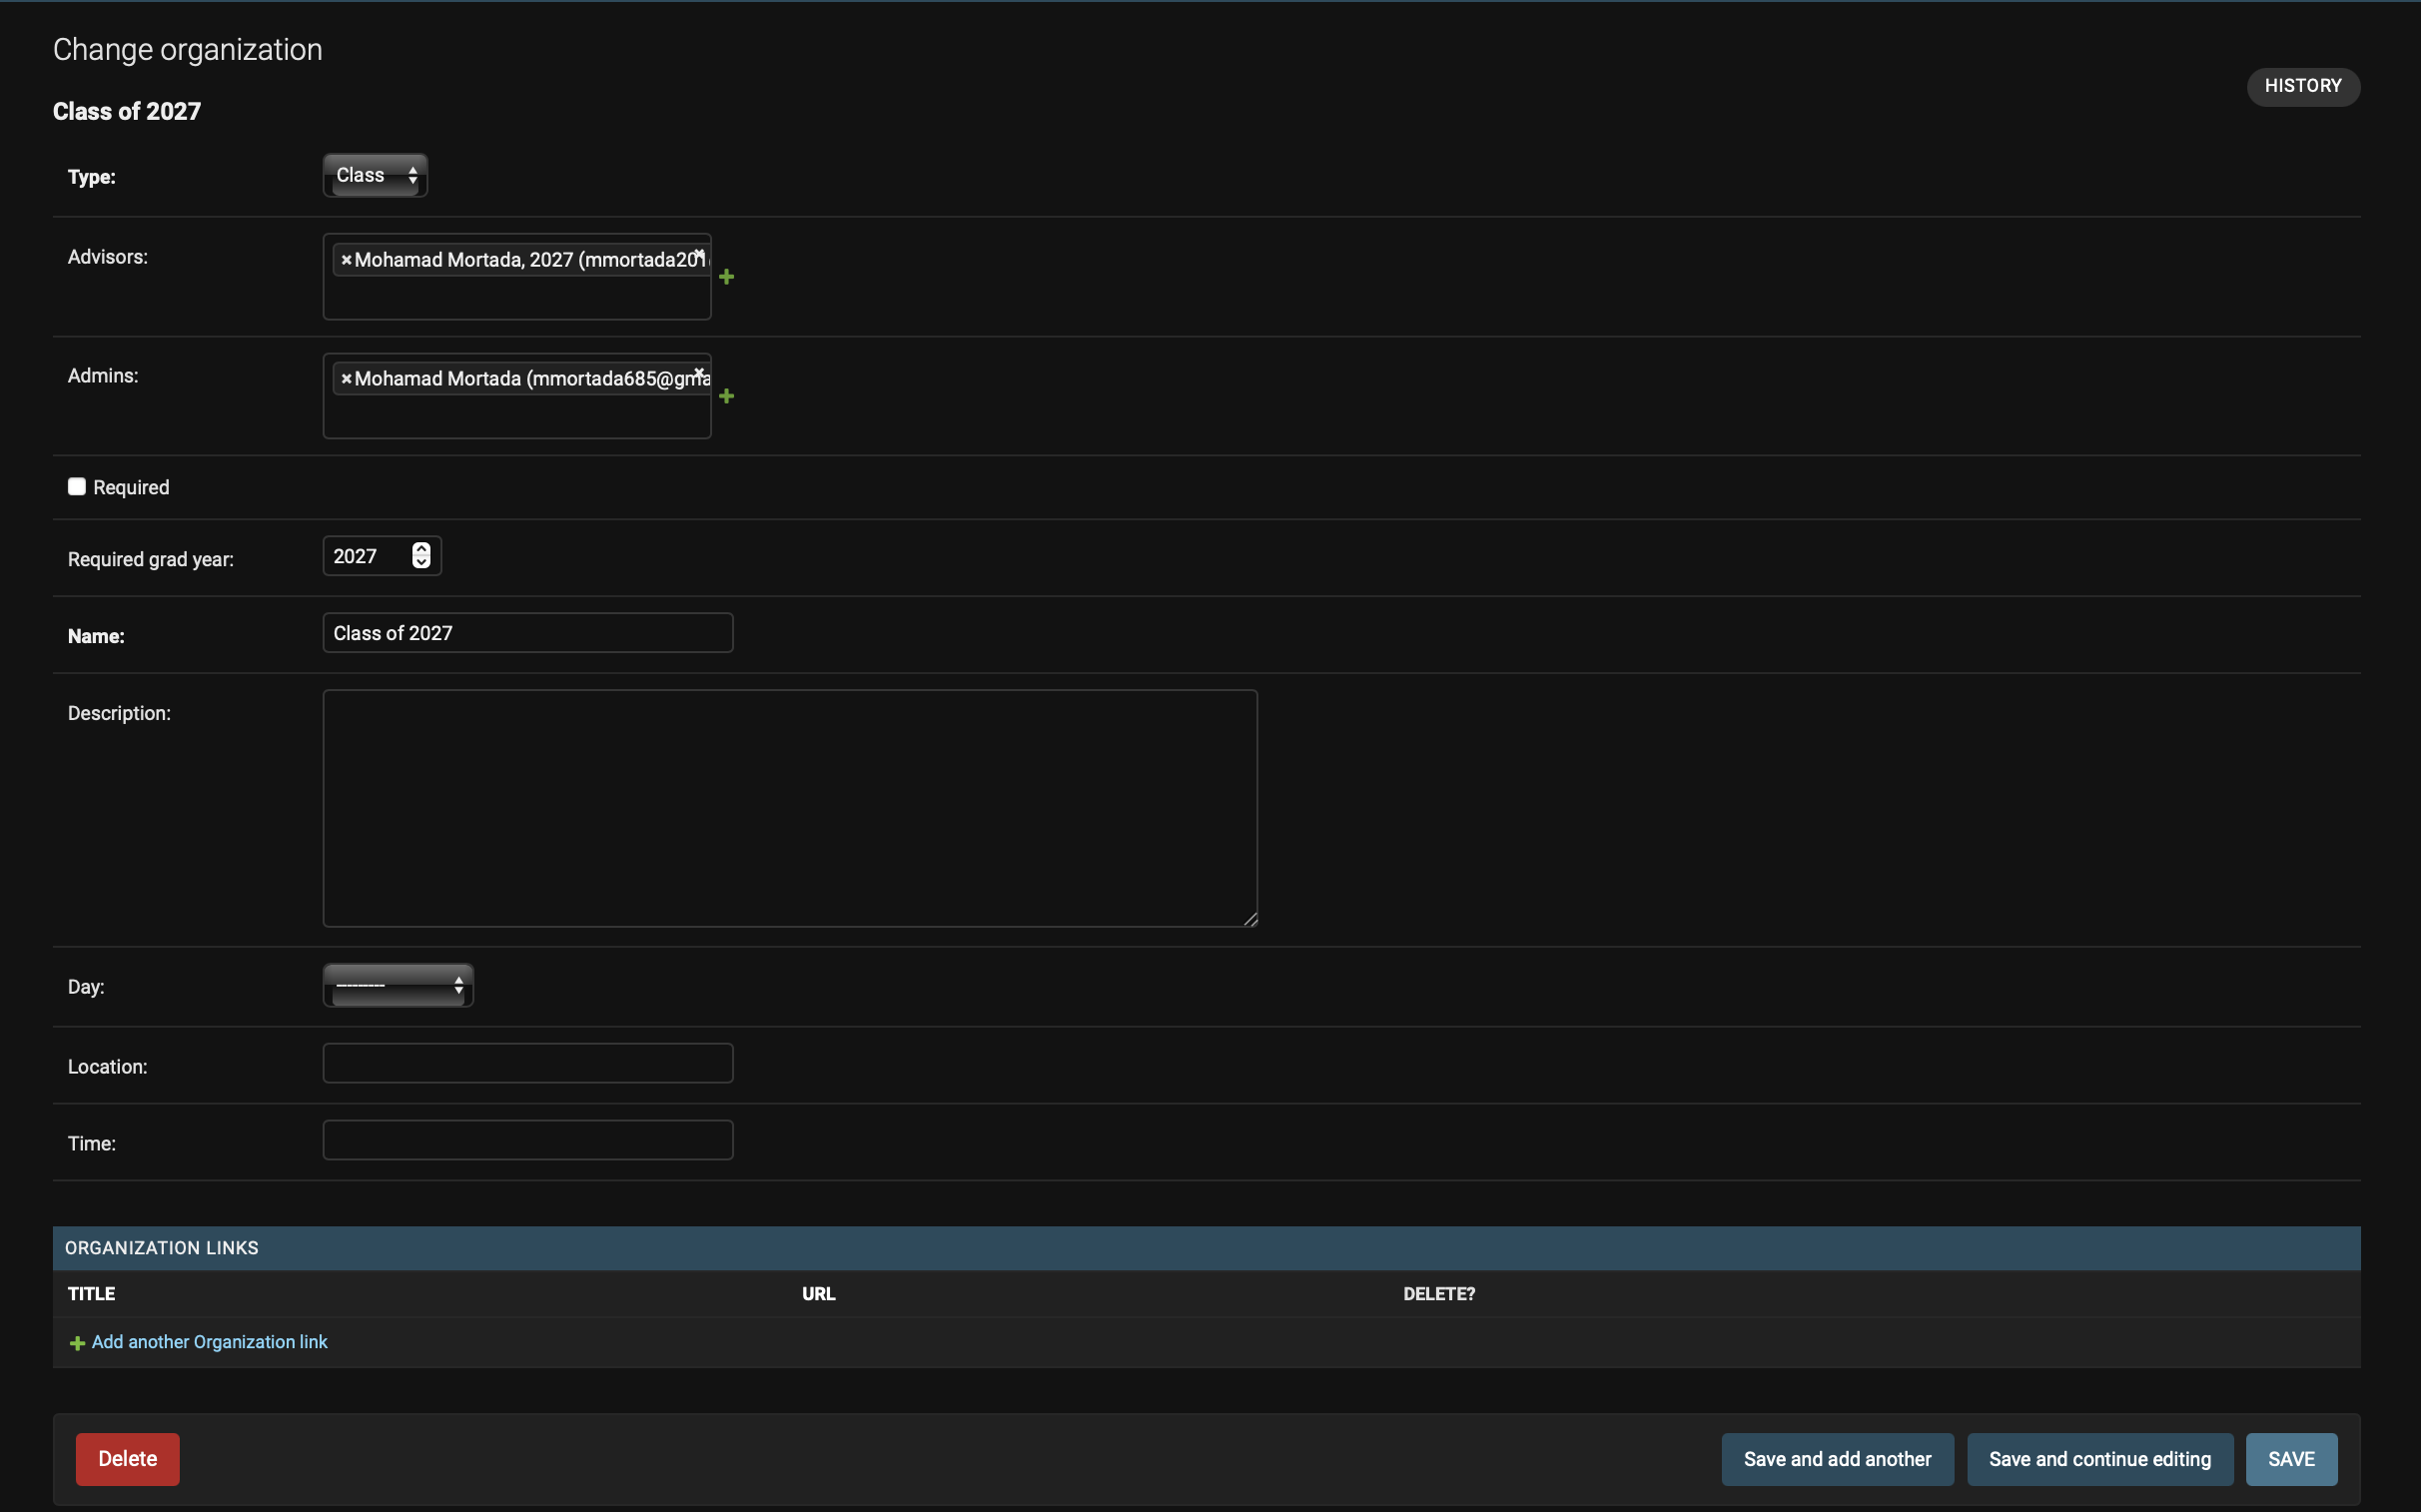 Change organization
HISTORY
Class of 2027
Type:
Class
Advisors:
×Mohamad Mortada, 2027
Admins:
×Mohamad Mortada (mmortada685@gma
Required
Required grad year:
2027
Name:
Class of 2027
Description:
Day:
---------
Location:
Time:
ORGANIZATION LINKS
TITLE URL DELETE?
Add another Organization link
Delete
Save and add another
Save and continue editing
SAVE